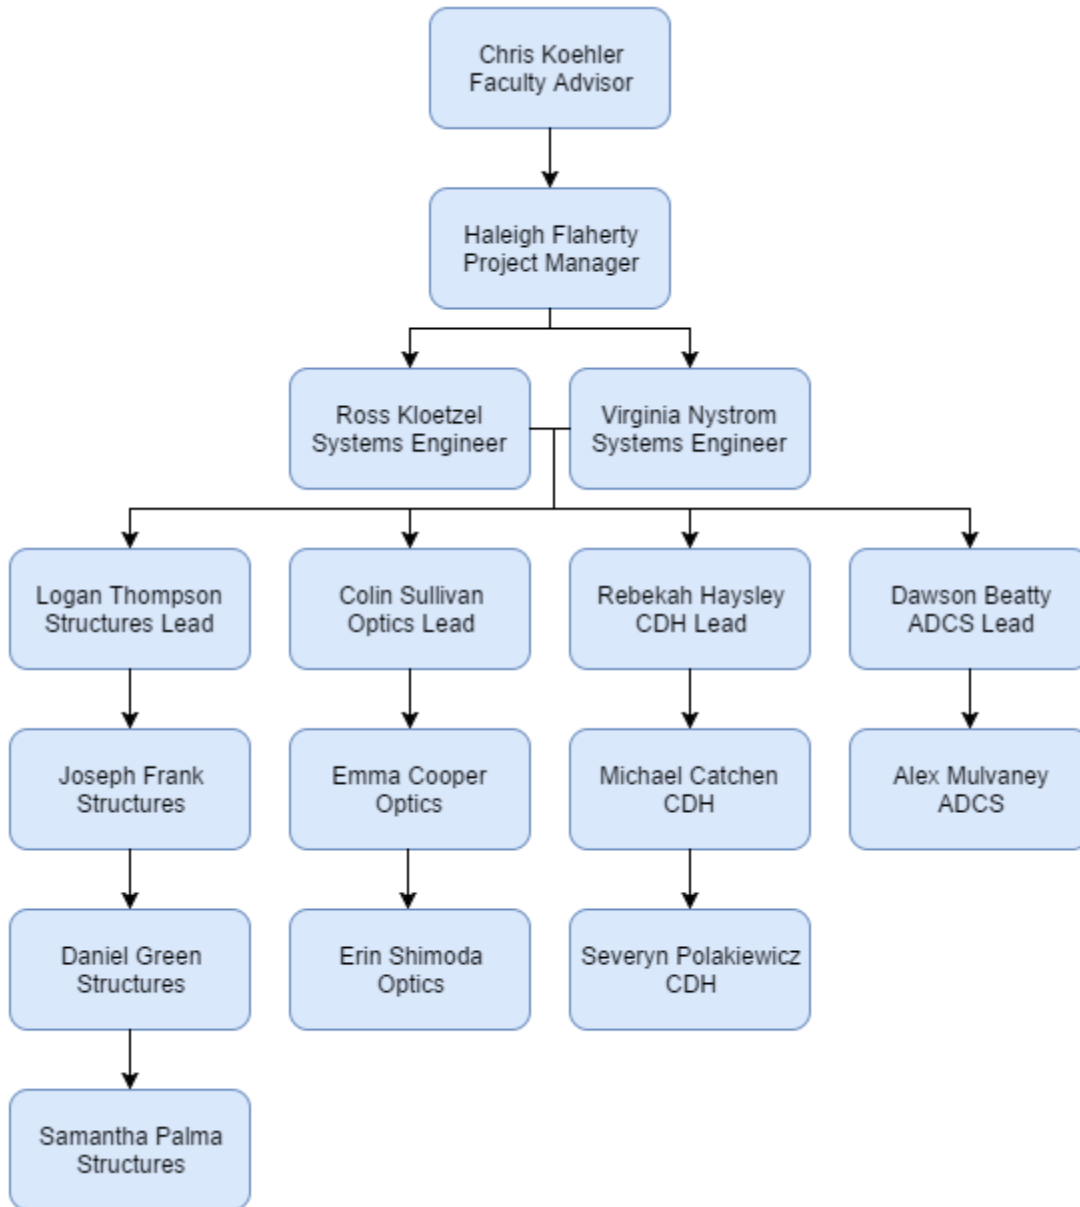 Chris Koehler
Faculty Advisor
Haleigh Flaherty
Project Manager
Ross Kloetzel
Systems Engineer
Virginia Nystrom
Systems Engineer
Logan Thompson
Structures Lead
Colin Sullivan
Optics Lead
Rebekah Haysley
CDH Lead
Dawson Beatty
ADCS Lead
Joseph Frank
Structures
Emma Cooper
Optics
Michael Catchen
CDH
Alex Mulvaney
ADCS
Daniel Green
Structures
Erin Shimoda
Optics
Severyn Polakiewicz
CDH
Samantha Palma
Structures